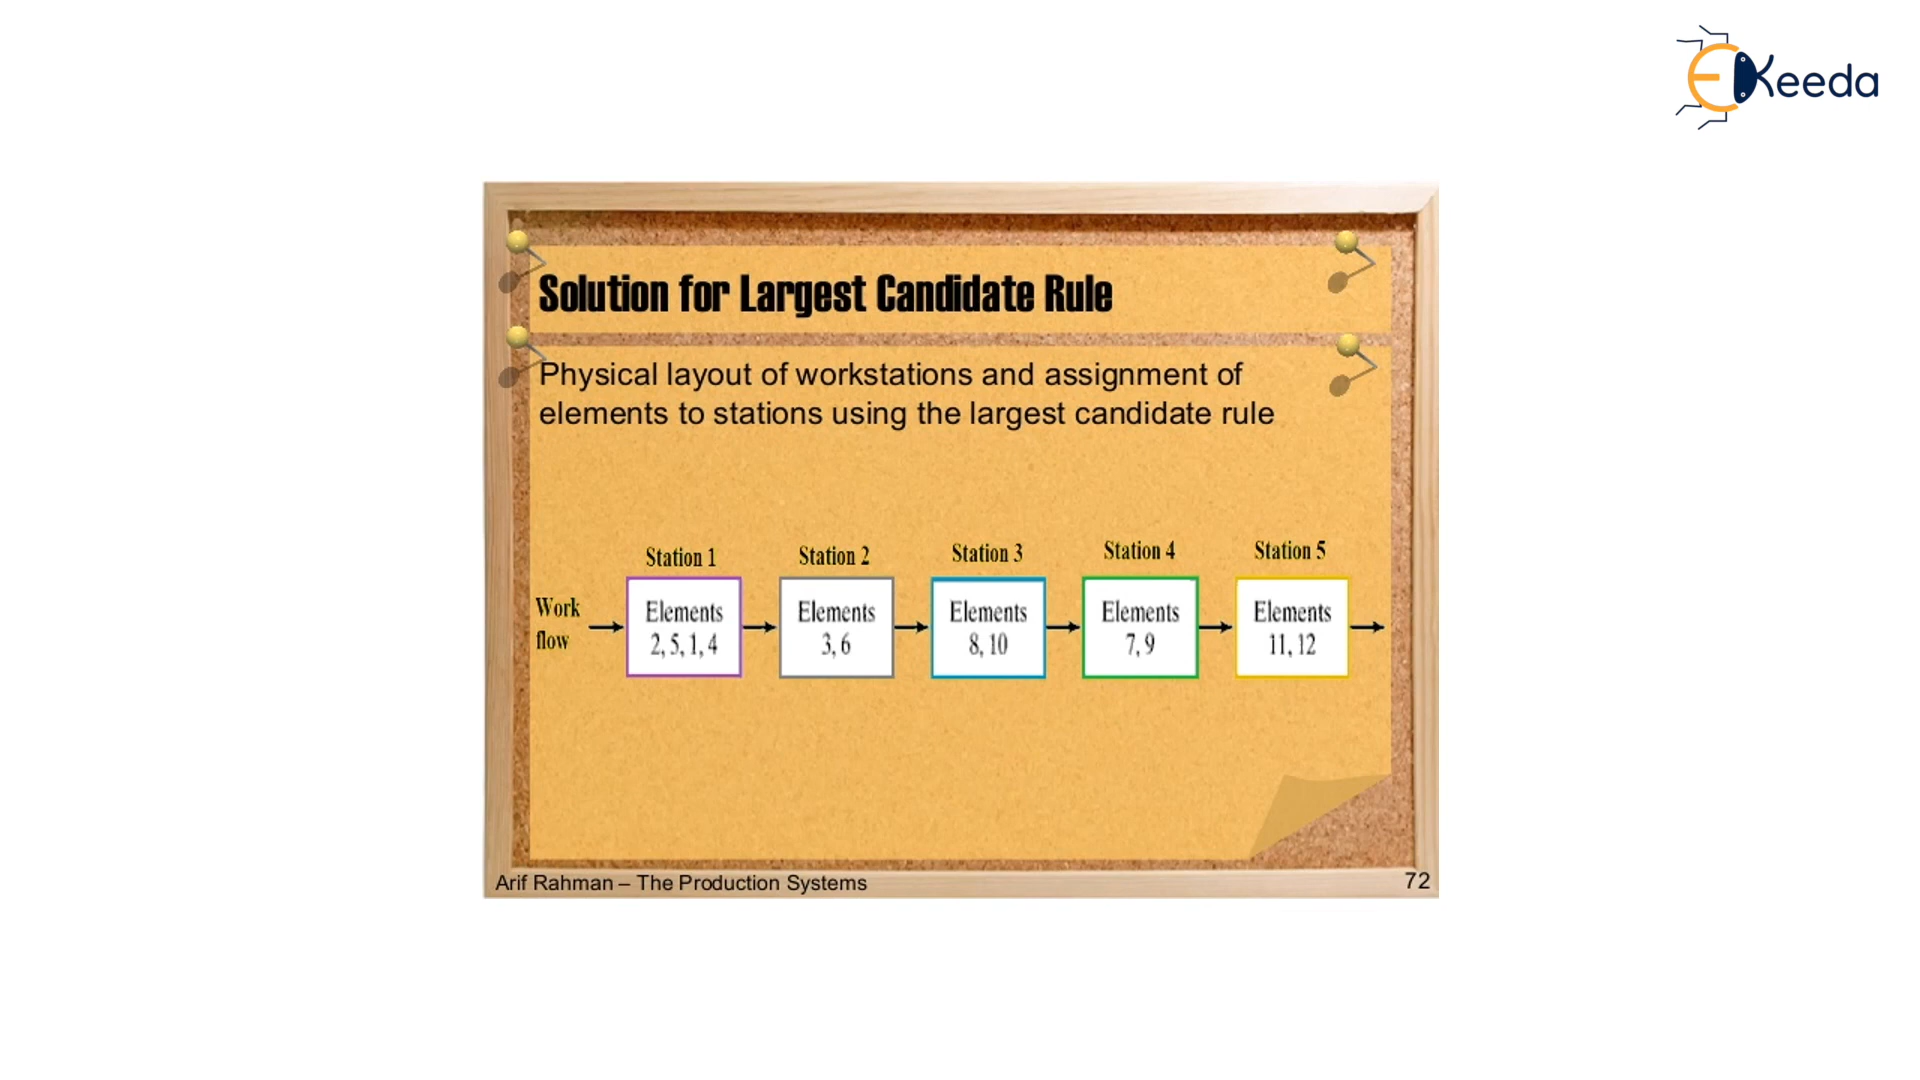 Keeda
Solution for Largest Candidate Rule
Physical layout of workstations and assignment of
elements to stations using the largest candidate rule
Station 1
Station 2
Station 3
Station 4
Station 5
Work
flow
Elements
2, 5, 1, 4
Elements
3, 6
Elements
8, 10
Elements
7, 9
Elements
11, 12
Arif Rahman – The Production Systems
72